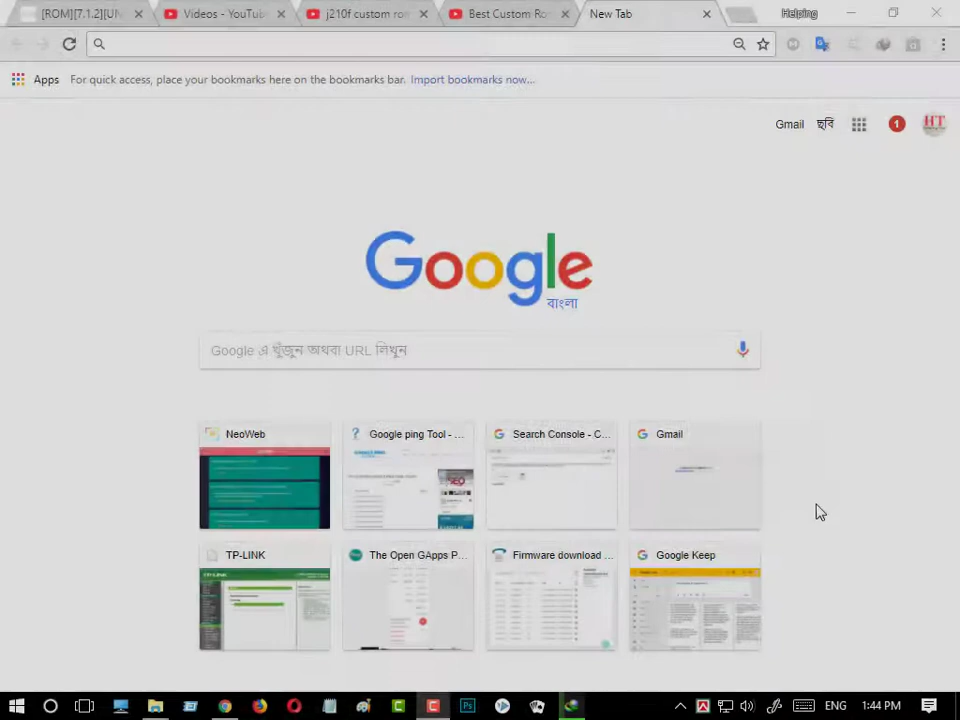 [ROM][7.1.2][UN
Videos - YouTub
j210f custom ro
Best Custom Ro
New Tab
Helping
Apps
For quick access, place your bookmarks here on the bookmarks bar. Import bookmarks now...
Gmail ছবি 1 HT
Google
বাংলা
Google এ খুঁজুন অথবা URL লিখুন
NeoWeb
Google ping Tool - ...
Search Console - C...
Gmail
TP-LINK
The Open GApps P...
Firmware download ...
Google Keep
ENG 1:44 PM